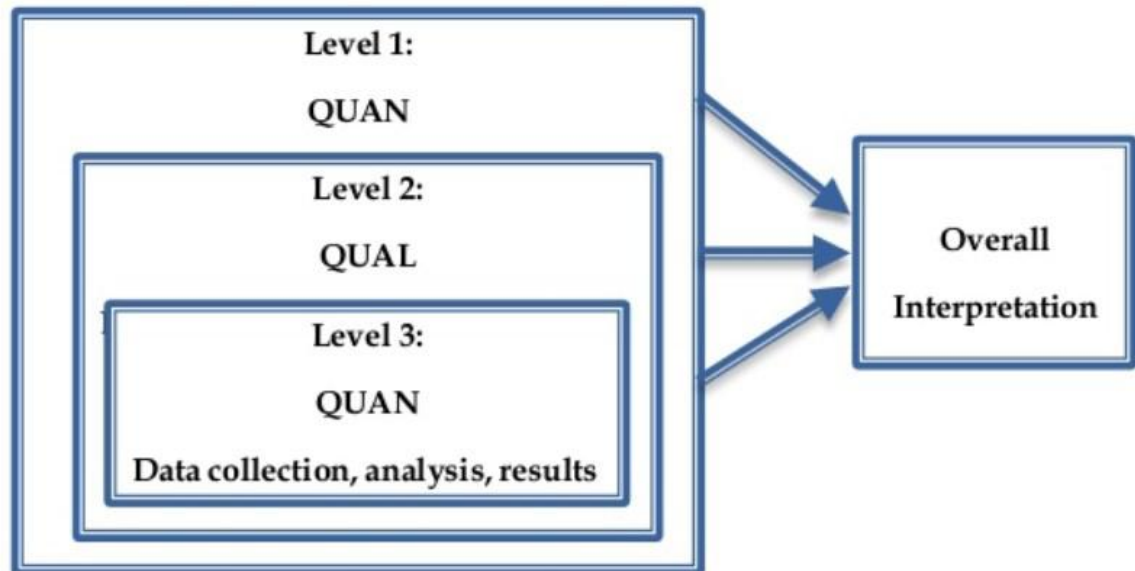 Level 1:
QUAN
Level 2:
QUAL
Level 3:
QUAN
Data collection, analysis, results
Overall
Interpretation